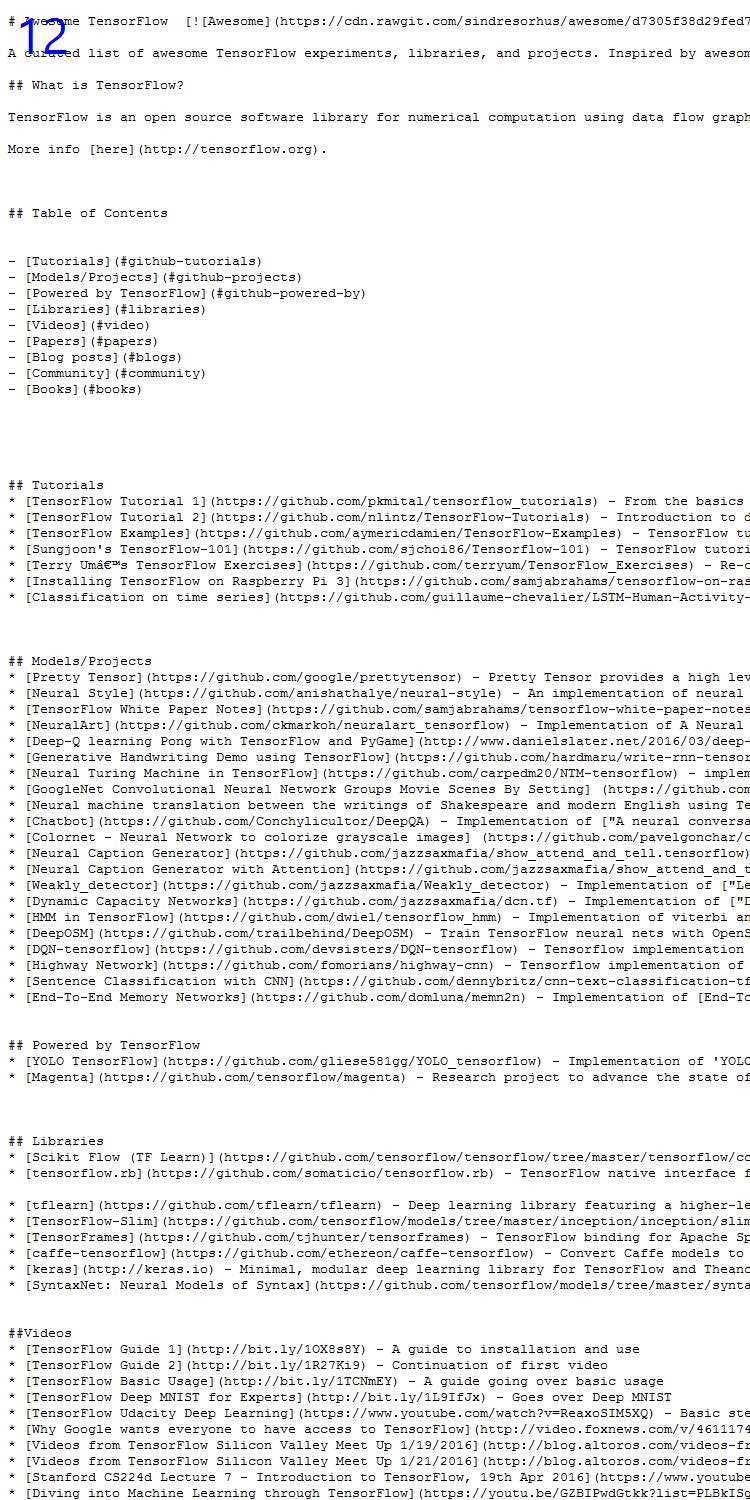 12
# Awesome TensorFlow  [![Awesome](https://cdn.rawgit.com/sindresorhus/awesome/d7305f38d29fed7
A curated list of awesome TensorFlow experiments, libraries, and projects. Inspired by awesom
## What is TensorFlow?
TensorFlow is an open source software library for numerical computation using data flow graph
More info [here](http://tensorflow.org).
## Table of Contents
- [Tutorials](#github-tutorials)
- [Models/Projects](#github-projects)
- [Powered by TensorFlow](#github-powered-by)
- [Libraries](#libraries)
- [Videos](#video)
- [Papers](#papers)
- [Blog posts](#blogs)
- [Community](#community)
- [Books](#books)
## Tutorials
* [TensorFlow Tutorial 1](https://github.com/pkmital/tensorflow_tutorials) - From the basics
* [TensorFlow Tutorial 2](https://github.com/nlintz/TensorFlow-Tutorials) - Introduction to d
* [TensorFlow Examples](https://github.com/aymericdamien/TensorFlow-Examples) - TensorFlow tu
* [Sungjoon's TensorFlow-101](https://github.com/sjchoi86/Tensorflow-101) - TensorFlow tutori
* [Terry Umâ€™s TensorFlow Exercises](https://github.com/terryum/TensorFlow_Exercises) - Re-c
* [Installing TensorFlow on Raspberry Pi 3](https://github.com/samjabrahams/tensorflow-on-ras
* [Classification on time series](https://github.com/guillaume-chevalier/LSTM-Human-Activity-
## Models/Projects
* [Pretty Tensor](https://github.com/google/prettytensor) - Pretty Tensor provides a high lev
* [Neural Style](https://github.com/anishathalye/neural-style) - An implementation of neural
* [TensorFlow White Paper Notes](https://github.com/samjabrahams/tensorflow-white-paper-notes
* [NeuralArt](https://github.com/ckmarkoh/neuralart_tensorflow) - Implementation of A Neural
* [Deep-Q learning Pong with TensorFlow and PyGame](http://www.danielslater.net/2016/03/deep-
* [Generative Handwriting Demo using TensorFlow](https://github.com/hardmaru/write-rnn-tensor
* [Neural Turing Machine in TensorFlow](https://github.com/carpedm20/NTM-tensorflow) - implem
* [GoogleNet Convolutional Neural Network Groups Movie Scenes By Setting] (https://github.com
* [Neural machine translation between the writings of Shakespeare and modern English using Te
* [Chatbot](https://github.com/Conchylicultor/DeepQA) - Implementation of ["A neural conversa
* [Colornet - Neural Network to colorize grayscale images] (https://github.com/pavelgonchar/c
* [Neural Caption Generator](https://github.com/jazzsaxmafia/show_attend_and_tell.tensorflow)
* [Neural Caption Generator with Attention](https://github.com/jazzsaxmafia/show_attend_and_t
* [Weakly_detector](https://github.com/jazzsaxmafia/Weakly_detector) - Implementation of ["Le
* [Dynamic Capacity Networks](https://github.com/jazzsaxmafia/dcn.tf) - Implementation of ["D
* [HMM in TensorFlow](https://github.com/dwiel/tensorflow_hmm) - Implementation of viterbi an
* [DeepOSM](https://github.com/trailbehind/DeepOSM) - Train TensorFlow neural nets with OpenS
* [DQN-tensorflow](https://github.com/devsisters/DQN-tensorflow) - Tensorflow implementation
* [Highway Network](https://github.com/fomorians/highway-cnn) - Tensorflow implementation of
* [Sentence Classification with CNN](https://github.com/dennybritz/cnn-text-classification-tf
* [End-To-End Memory Networks](https://github.com/domluna/memn2n) - Implementation of [End-To
## Powered by TensorFlow
* [YOLO TensorFlow](https://github.com/gliese581gg/YOLO_tensorflow) - Implementation of 'YOLO
* [Magenta](https://github.com/tensorflow/magenta) - Research project to advance the state of
## Libraries
* [Scikit Flow (TF Learn)](https://github.com/tensorflow/tensorflow/tree/master/tensorflow/co
* [tensorflow.rb](https://github.com/somaticio/tensorflow.rb) - TensorFlow native interface f
* [tflearn](https://github.com/tflearn/tflearn) - Deep learning library featuring a higher-le
* [TensorFlow-Slim](https://github.com/tensorflow/models/tree/master/inception/inception/slim
* [TensorFrames](https://github.com/tjhunter/tensorframes) - TensorFlow binding for Apache Sp
* [caffe-tensorflow](https://github.com/ethereon/caffe-tensorflow) - Convert Caffe models to
* [keras](http://keras.io) - Minimal, modular deep learning library for TensorFlow and Theano
* [SyntaxNet: Neural Models of Syntax](https://github.com/tensorflow/models/tree/master/synta
##Videos
* [TensorFlow Guide 1](http://bit.ly/1OX8s8Y) - A guide to installation and use
* [TensorFlow Guide 2](http://bit.ly/1R27Ki9) - Continuation of first video
* [TensorFlow Basic Usage](http://bit.ly/1TCNmEY) - A guide going over basic usage
* [TensorFlow Deep MNIST for Experts](http://bit.ly/1L9IfJx) - Goes over Deep MNIST
* [TensorFlow Udacity Deep Learning](https://www.youtube.com/watch?v=ReaxoSIM5XQ) - Basic ste
* [Why Google wants everyone to have access to TensorFlow](http://video.foxnews.com/v/4611174
* [Videos from TensorFlow Silicon Valley Meet Up 1/19/2016](http://blog.altoros.com/videos-fr
* [Videos from TensorFlow Silicon Valley Meet Up 1/21/2016](http://blog.altoros.com/videos-fr
* [Stanford CS224d Lecture 7 - Introduction to TensorFlow, 19th Apr 2016](https://www.youtube
* [Diving into Machine Learning through TensorFlow](https://youtu.be/GZBIPwdGtkk?list=PLBkISg